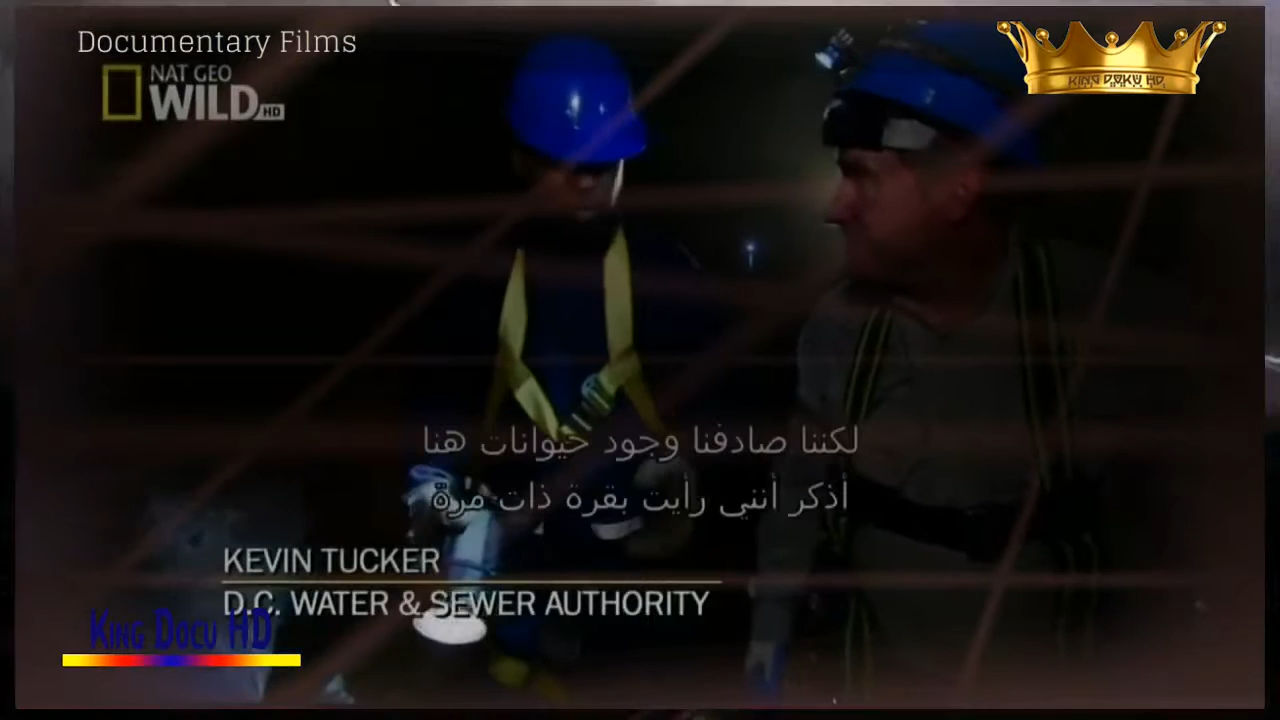 Documentary Films
NAT GEO
WILD HD
KING DOKU HD
لكننا صادفنا وجود حيوانات هنا
أذكر أنني رأيت بقرة ذات مرة
KEVIN TUCKER
D.C. WATER & SEWER AUTHORITY
King Docu HD